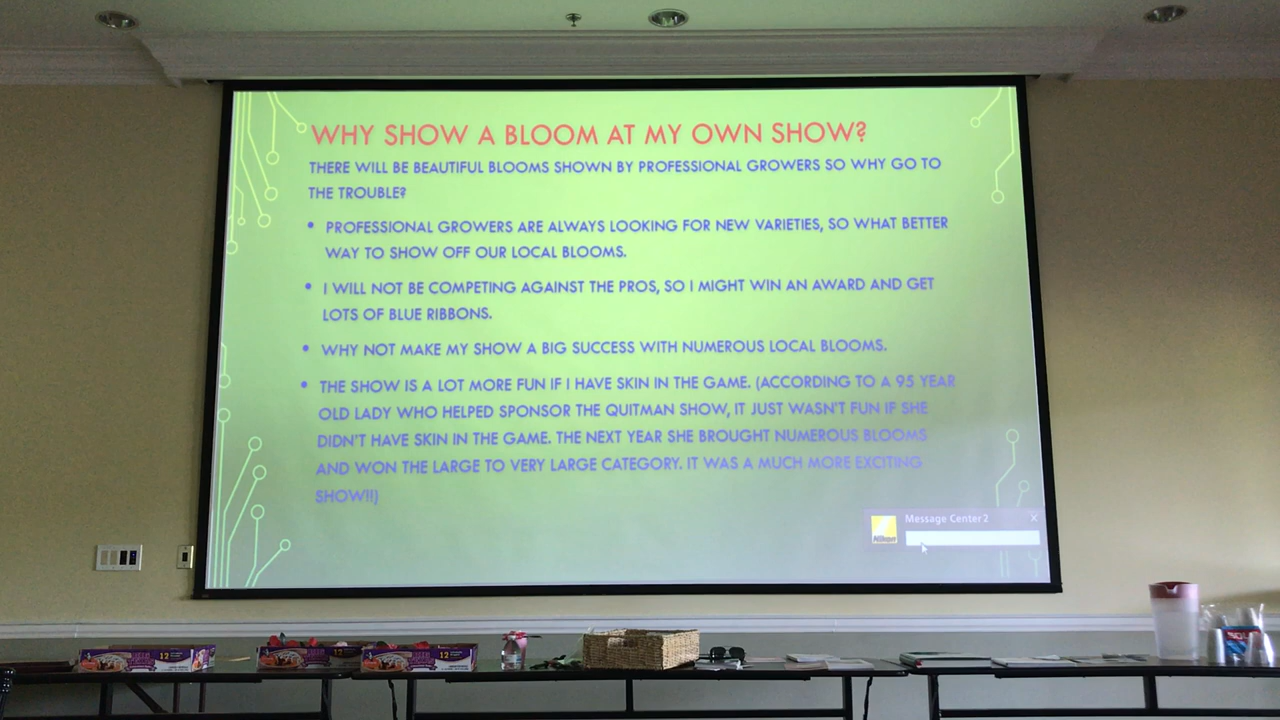 WHY SHOW A BLOOM AT MY OWN SHOW?
THERE WILL BE BEAUTIFUL BLOOMS SHOWN BY PROFESSIONAL GROWERS SO WHY GO TO
THE TROUBLE?
• PROFESSIONAL GROWERS ARE ALWAYS LOOKING FOR NEW VARIETIES, SO WHAT BETTER
WAY TO SHOW OFF OUR LOCAL BLOOMS.
• I WILL NOT BE COMPETING AGAINST THE PROS, SO I MIGHT WIN AN AWARD AND GET
LOTS OF BLUE RIBBONS.
• WHY NOT MAKE MY SHOW A BIG SUCCESS WITH NUMEROUS LOCAL BLOOMS.
• THE SHOW IS A LOT MORE FUN IF I HAVE SKIN IN THE GAME. (ACCORDING TO A 95 YEAR
OLD LADY WHO HELPED SPONSOR THE QUITMAN SHOW, IT JUST WASN'T FUN IF SHE
DIDN'T HAVE SKIN IN THE GAME. THE NEXT YEAR SHE BROUGHT NUMEROUS BLOOMS
AND WON THE LARGE TO VERY LARGE CATEGORY. IT WAS A MUCH MORE EXCITING
SHOW!!)
Message Center 2
Nikon
12
12
12